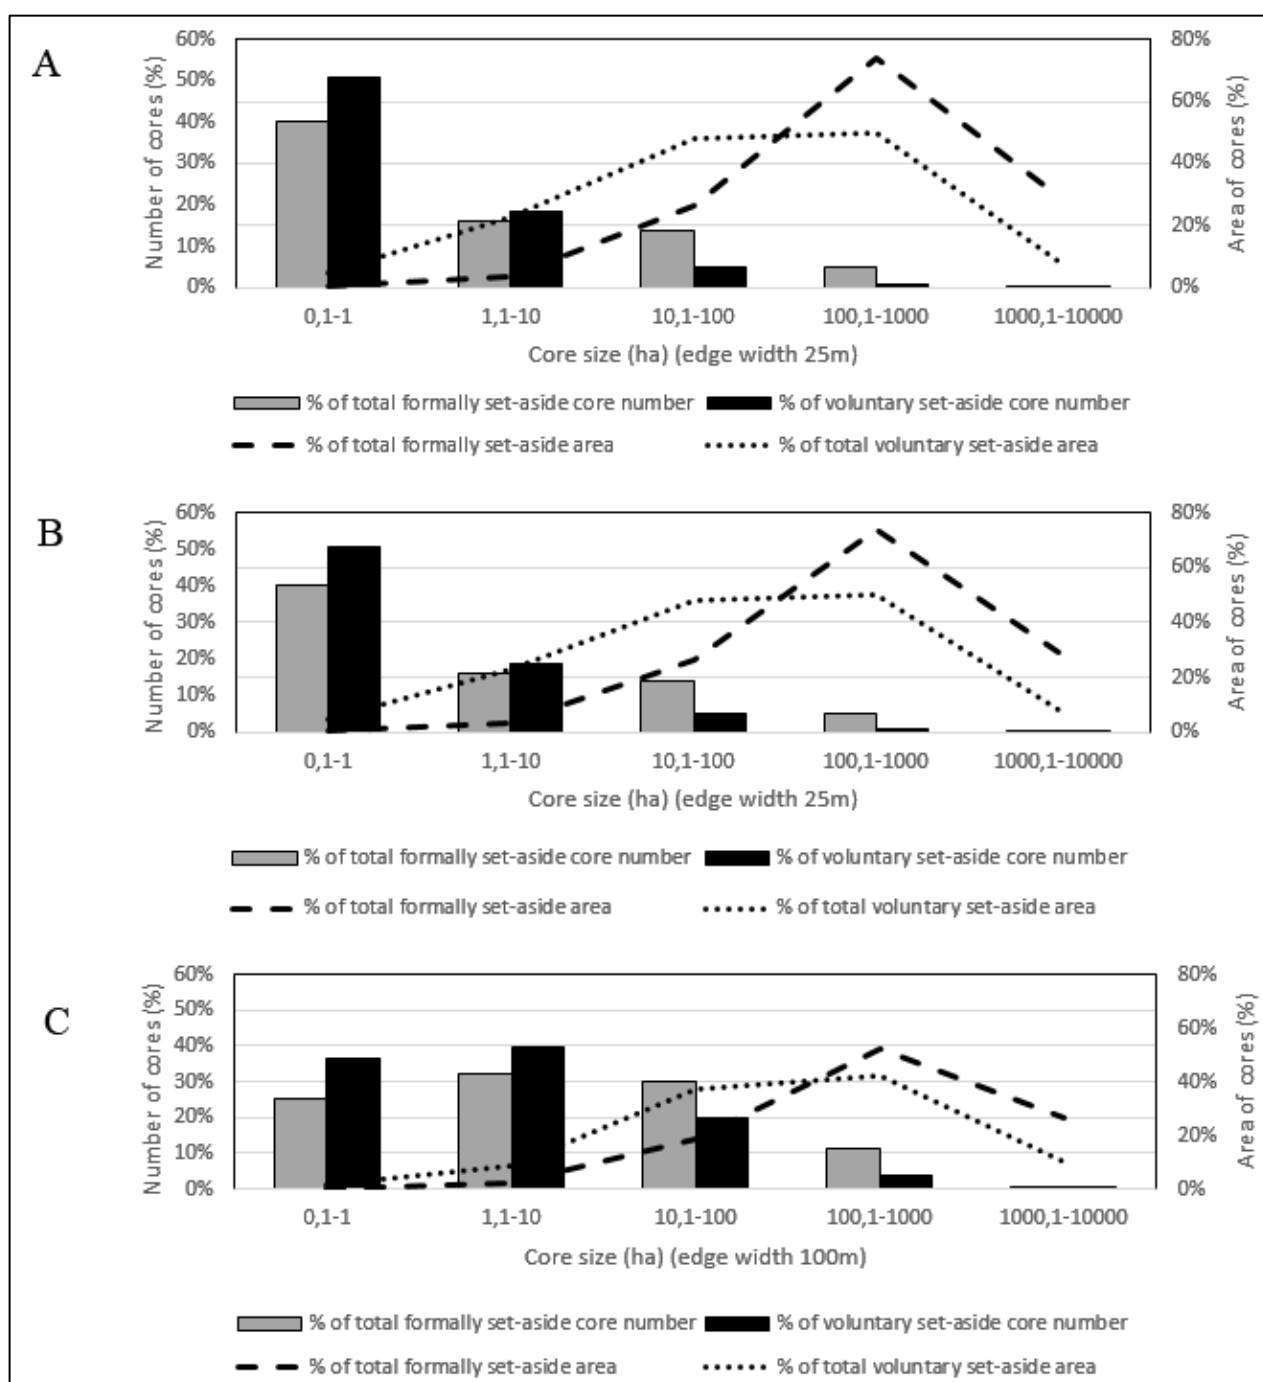 A
60%
50%
40%
30%
20%
10%
0%
Number of cores (%)
80%
60%
40%
20%
0%
Area of cores (%)
0,1-1 1,1-10 10,1-100 100,1-1000 1000,1-10000
Core size (ha) (edge width 25m)
% of total formally set-aside core number % of voluntary set-aside core number
% of total formally set-aside area % of total voluntary set-aside area
B
60%
50%
40%
30%
20%
10%
0%
Number of cores (%)
80%
60%
40%
20%
0%
Area of cores (%)
0,1-1 1,1-10 10,1-100 100,1-1000 1000,1-10000
Core size (ha) (edge width 25m)
% of total formally set-aside core number % of voluntary set-aside core number
% of total formally set-aside area % of total voluntary set-aside area
C
60%
50%
40%
30%
20%
10%
0%
Number of cores (%)
80%
60%
40%
20%
0%
Area of cores (%)
0,1-1 1,1-10 10,1-100 100,1-1000 1000,1-10000
Core size (ha) (edge width 100m)
% of total formally set-aside core number % of voluntary set-aside core number
% of total formally set-aside area % of total voluntary set-aside area